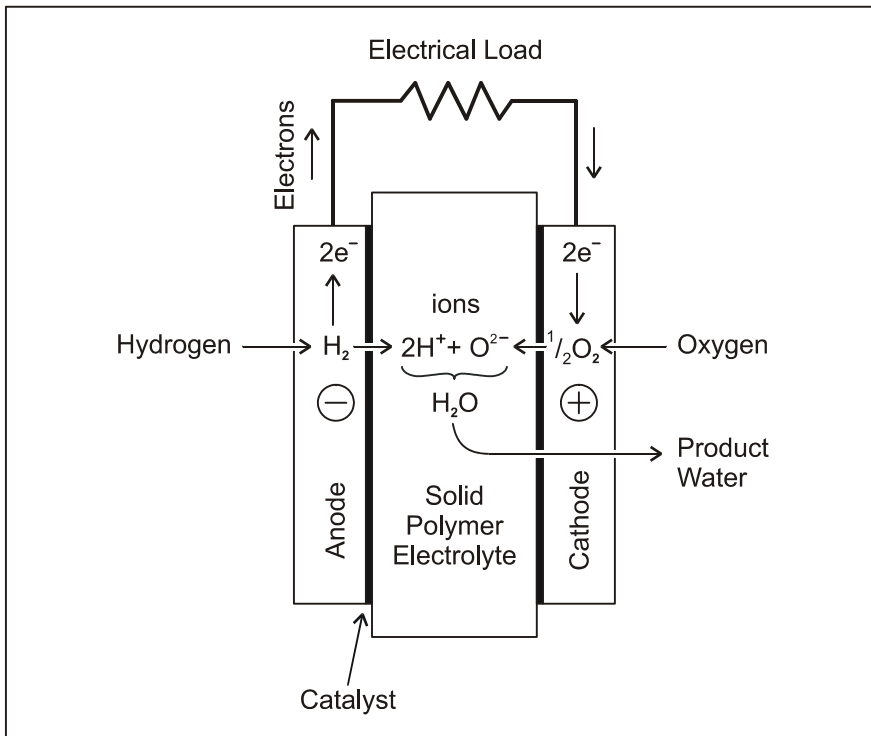 Electrical Load
Electrons
2e⁻
2e⁻
ions
Hydrogen
H₂
2H⁺ + O²⁻
¹/₂O₂
Oxygen
−
H₂O
+
Product
Water
Anode
Solid
Polymer
Electrolyte
Cathode
Catalyst